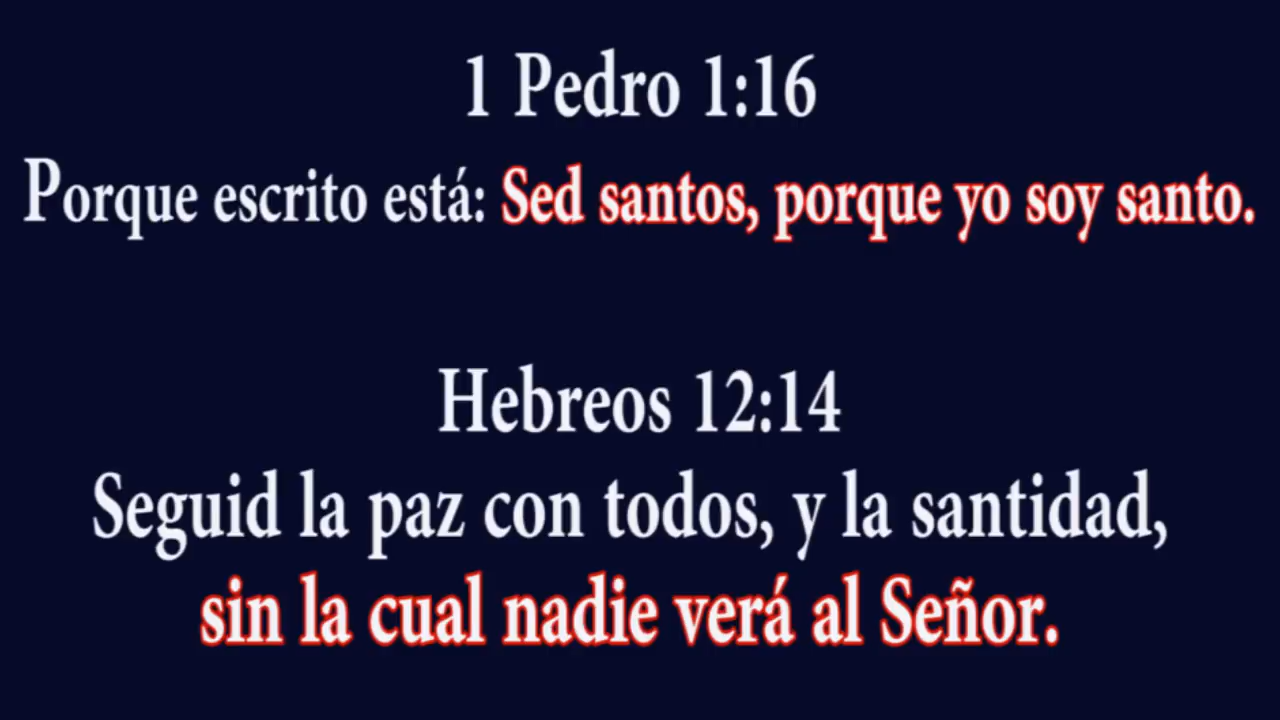 1 Pedro 1:16
Porque escrito está: Sed santos, porque yo soy santo.
Hebreos 12:14
Seguid la paz con todos, y la santidad,
sin la cual nadie verá al Señor.